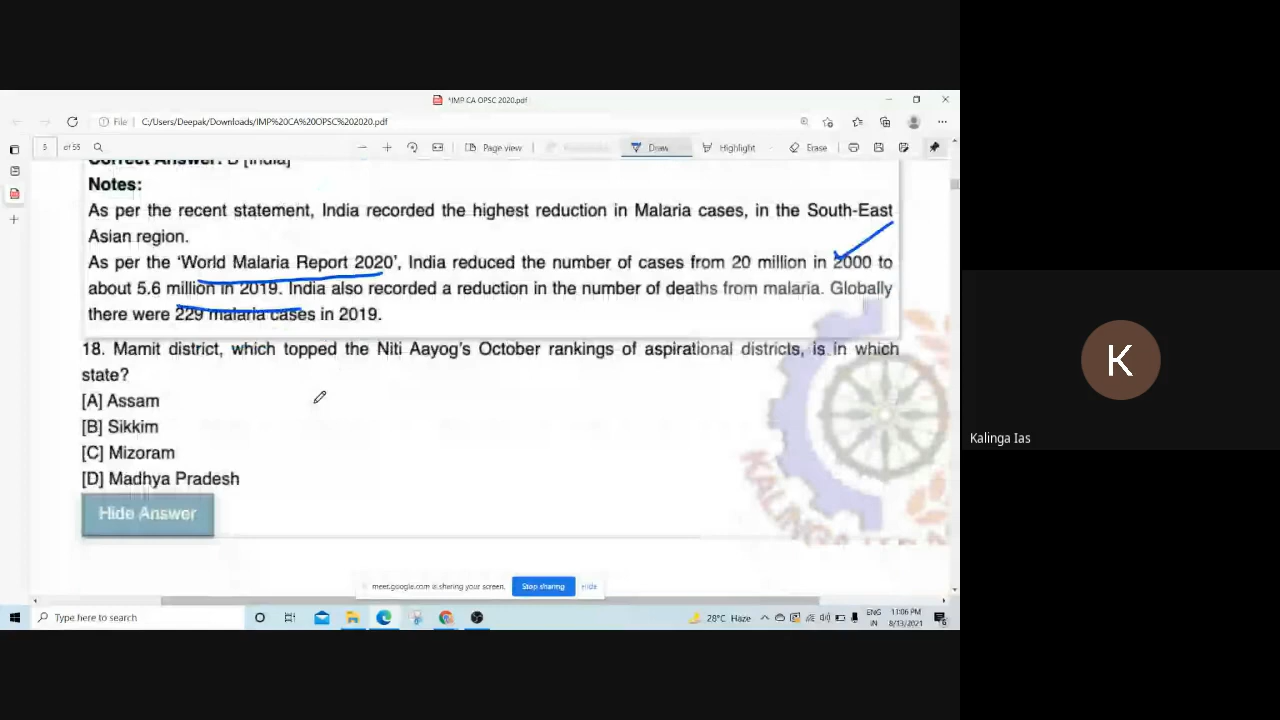 *IMP CA OPSC 2020.pdf
File C:/Users/Deepak/Downloads/IMP%20CA%20OPSC%202020.pdf
5 of 55 Page view Draw Highlight Erase
Correct Answer: B [India]
Notes:
As per the recent statement, India recorded the highest reduction in Malaria cases, in the South-East
Asian region.
As per the ‘World Malaria Report 2020’, India reduced the number of cases from 20 million in 2000 to
about 5.6 million in 2019. India also recorded a reduction in the number of deaths from malaria. Globally
there were 229 malaria cases in 2019.
18. Mamit district, which topped the Niti Aayog’s October rankings of aspirational districts, is in which
state?
[A] Assam
[B] Sikkim
[C] Mizoram
[D] Madhya Pradesh
Hide Answer
KALINGA
meet.google.com is sharing your screen. Stop sharing Hide
Type here to search
28°C Haze
ENG
IN
11:06 PM
8/13/2021
K
Kalinga Ias